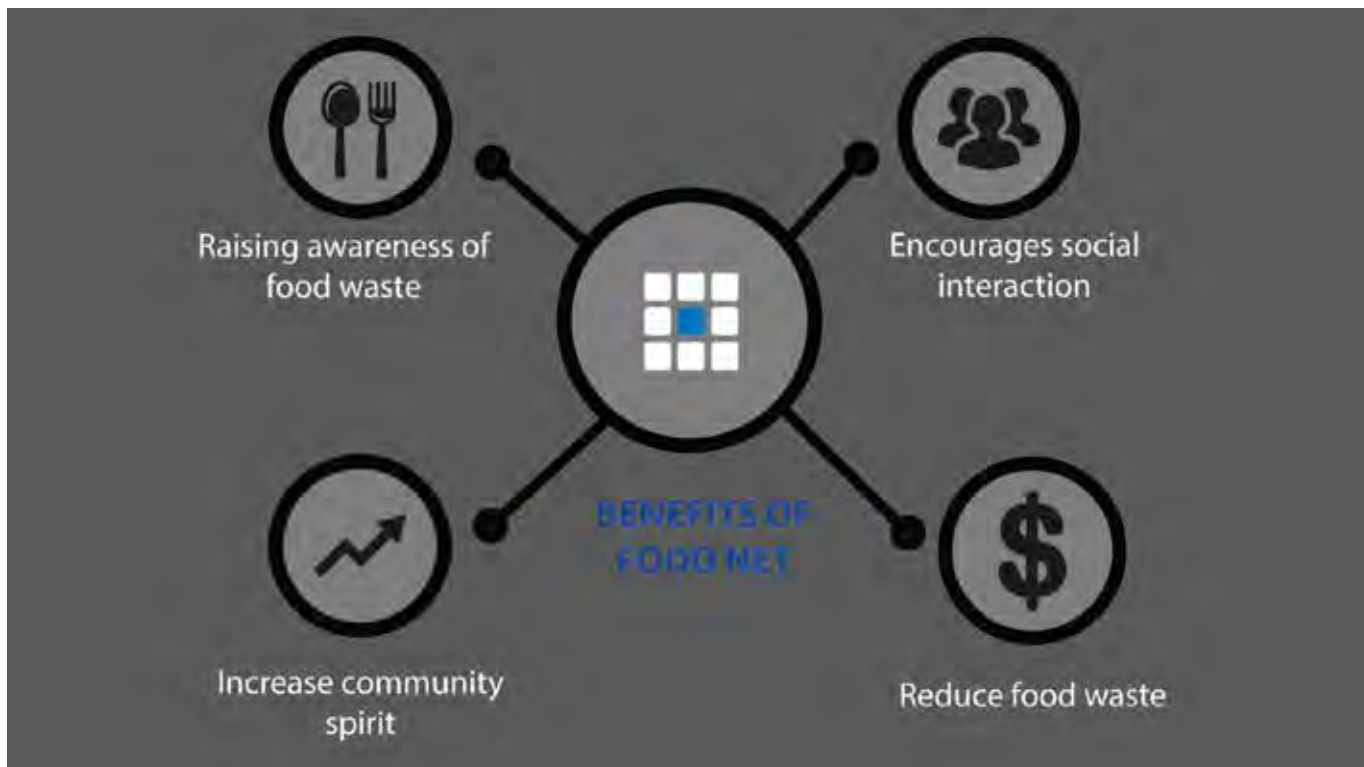 Raising awareness of
food waste
Encourages social
interaction
BENEFITS OF
FOOD NET
Increase community
spirit
Reduce food waste